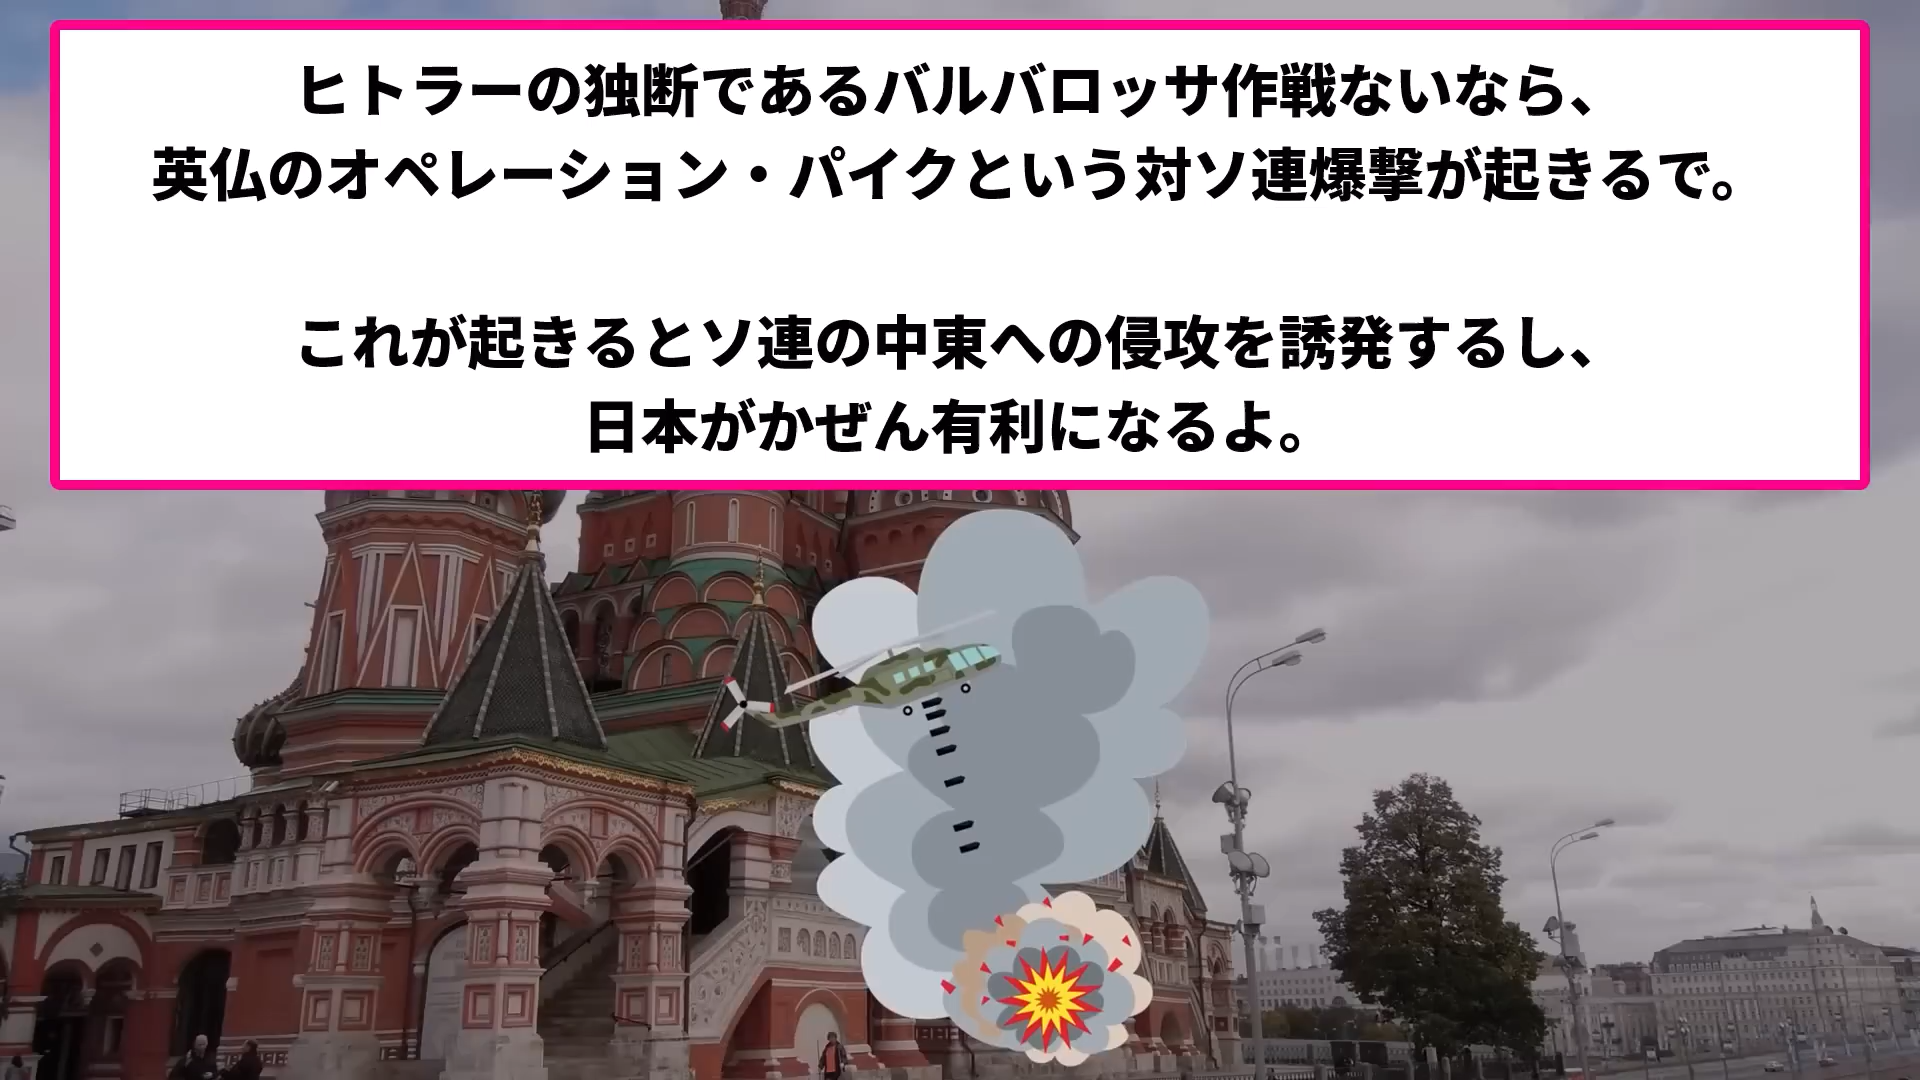 ヒトラーの独断であるバルバロッサ作戦ないなら、
英仏のオペレーション・パイクという対ソ連爆撃が起きるで。
これが起きるとソ連の中東への侵攻を誘発するし、
日本がかぜん有利になるよ。